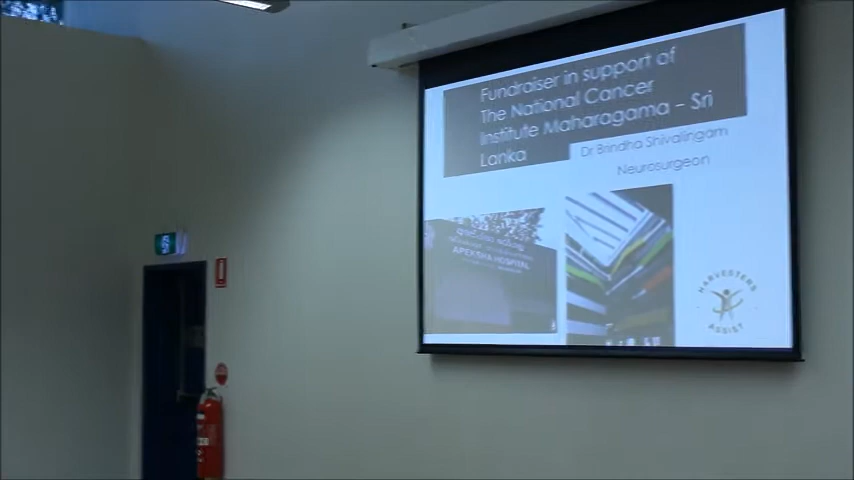 Fundraiser in support of
The National Cancer
Institute Maharagama – Sri
Lanka
Dr Brindha Shivalingam
Neurosurgeon
APEKSHA HOSPITAL
HARVESTERS
ASSIST